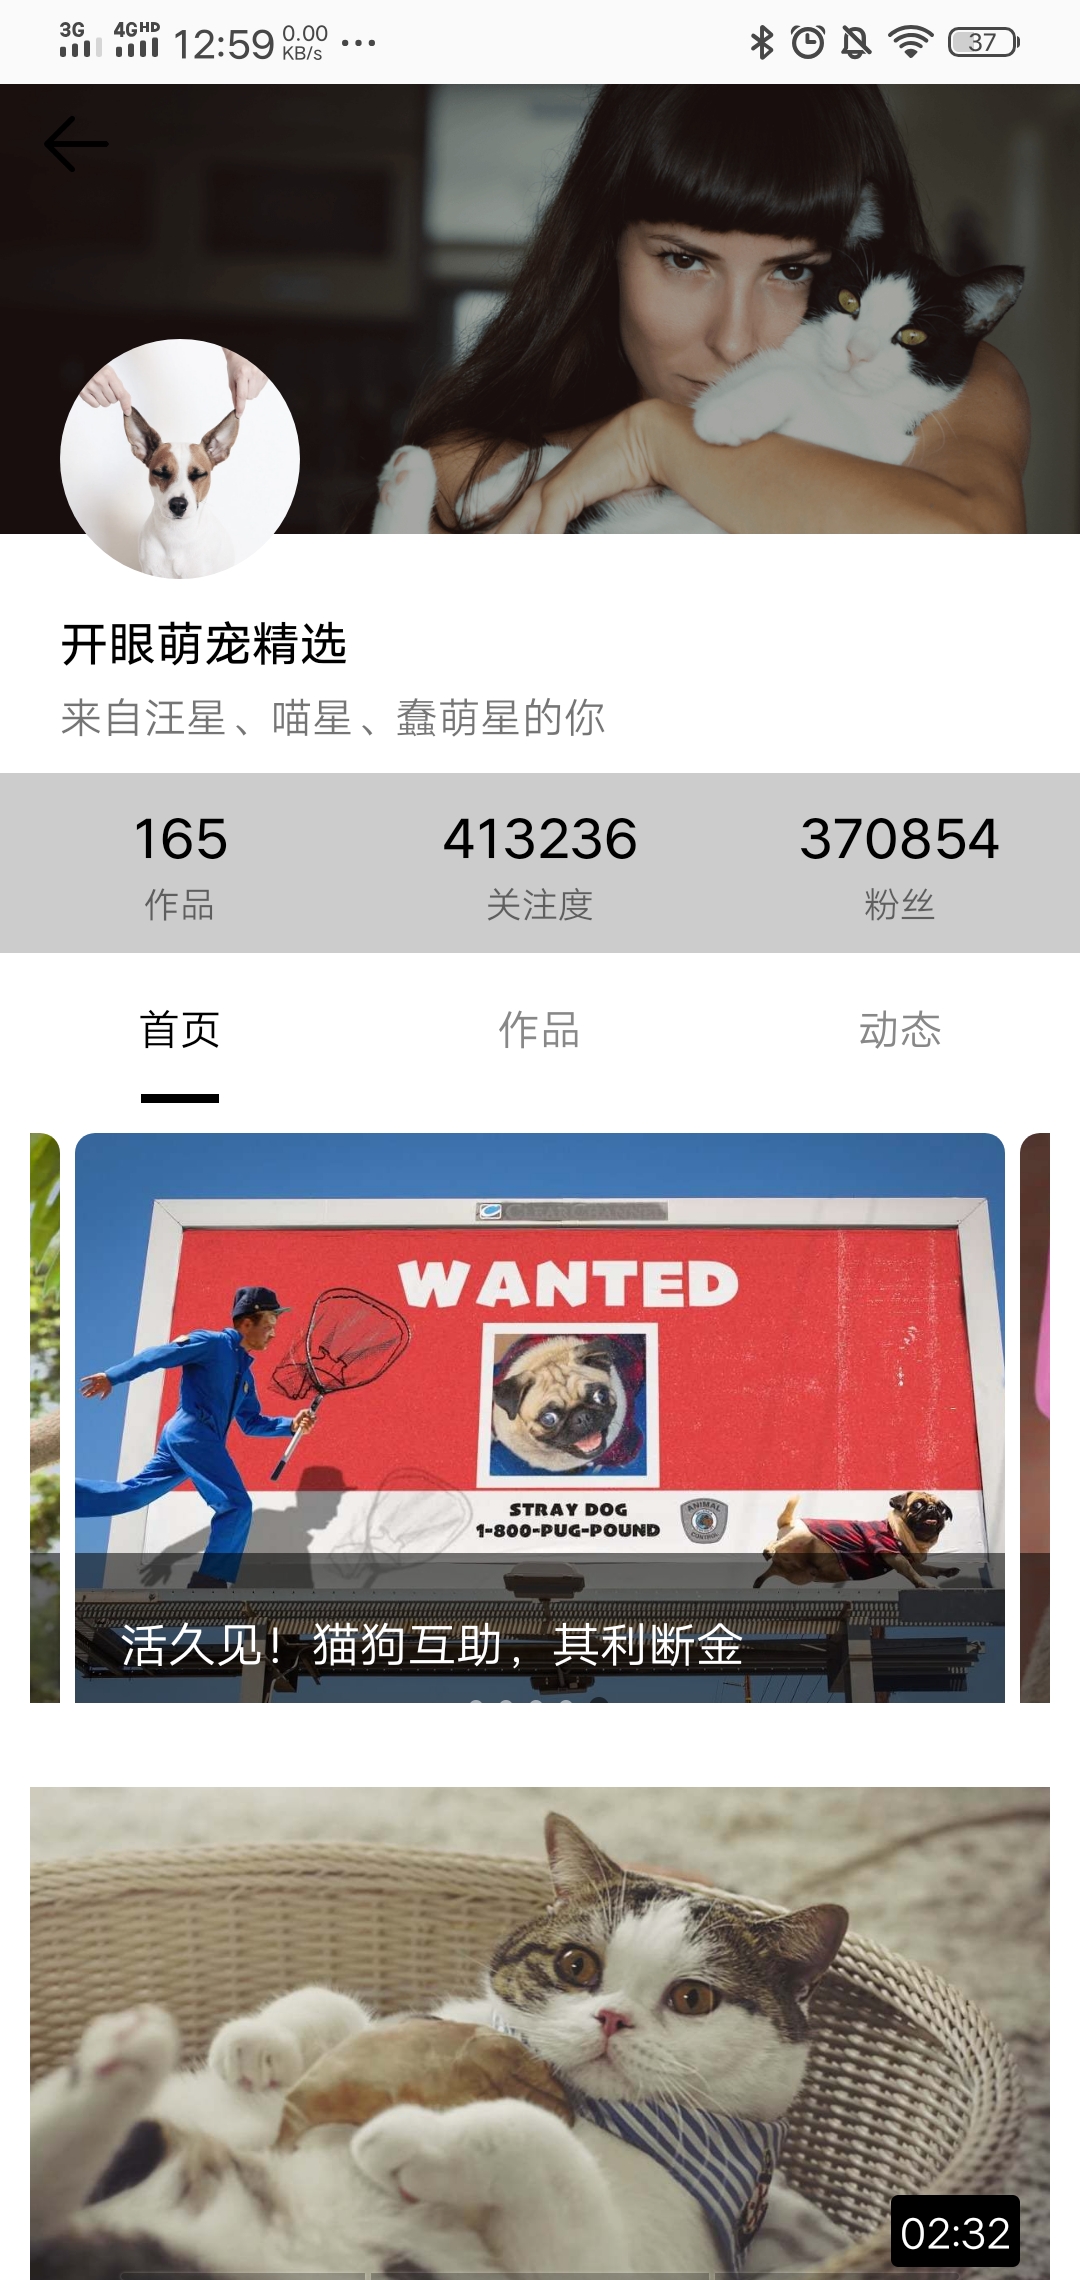 3G 4GHD 12:59 0.00 KB/s ... 37
开眼萌宠精选
来自汪星、喵星、蠢萌星的你
165 413236 370854
作品 关注度 粉丝
首页 作品 动态
CLEARCHANNEL
WANTED
STRAY DOG
1-800-PUG-POUND
ANIMAL
CONTROL
活久见！猫狗互助，其利断金
02:32